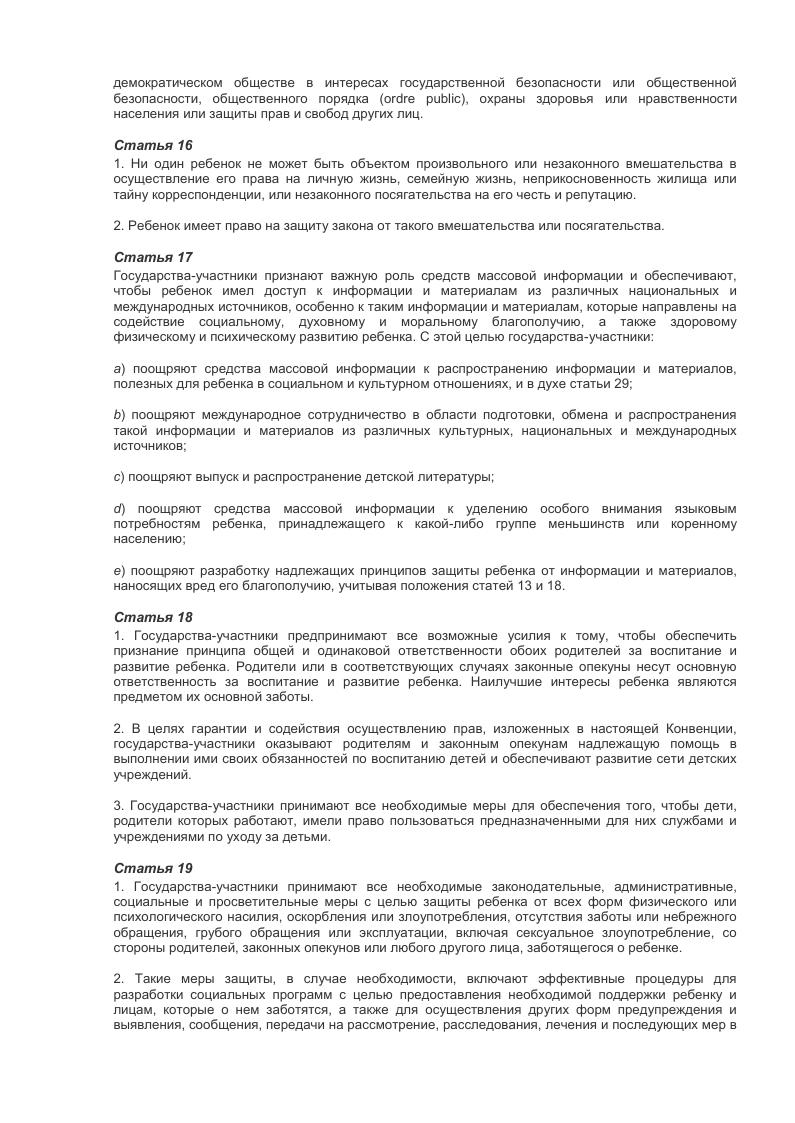 демократическом обществе в интересах государственной безопасности или общественной
безопасности, общественного порядка (ordre public), охраны здоровья или нравственности
населения или защиты прав и свобод других лиц.
Статья 16
1. Ни один ребенок не может быть объектом произвольного или незаконного вмешательства в
осуществление его права на личную жизнь, семейную жизнь, неприкосновенность жилища или
тайну корреспонденции, или незаконного посягательства на его честь и репутацию.
2. Ребенок имеет право на защиту закона от такого вмешательства или посягательства.
Статья 17
Государства-участники признают важную роль средств массовой информации и обеспечивают,
чтобы ребенок имел доступ к информации и материалам из различных национальных и
международных источников, особенно к таким информации и материалам, которые направлены на
содействие социальному, духовному и моральному благополучию, а также здоровому
физическому и психическому развитию ребенка. С этой целью государства-участники:
a) поощряют средства массовой информации к распространению информации и материалов,
полезных для ребенка в социальном и культурном отношениях, и в духе статьи 29;
b) поощряют международное сотрудничество в области подготовки, обмена и распространения
такой информации и материалов из различных культурных, национальных и международных
источников;
c) поощряют выпуск и распространение детской литературы;
d) поощряют средства массовой информации к уделению особого внимания языковым
потребностям ребенка, принадлежащего к какой-либо группе меньшинств или коренному
населению;
e) поощряют разработку надлежащих принципов защиты ребенка от информации и материалов,
наносящих вред его благополучию, учитывая положения статей 13 и 18.
Статья 18
1. Государства-участники предпринимают все возможные усилия к тому, чтобы обеспечить
признание принципа общей и одинаковой ответственности обоих родителей за воспитание и
развитие ребенка. Родители или в соответствующих случаях законные опекуны несут основную
ответственность за воспитание и развитие ребенка. Наилучшие интересы ребенка являются
предметом их основной заботы.
2. В целях гарантии и содействия осуществлению прав, изложенных в настоящей Конвенции,
государства-участники оказывают родителям и законным опекунам надлежащую помощь в
выполнении ими своих обязанностей по воспитанию детей и обеспечивают развитие сети детских
учреждений.
3. Государства-участники принимают все необходимые меры для обеспечения того, чтобы дети,
родители которых работают, имели право пользоваться предназначенными для них службами и
учреждениями по уходу за детьми.
Статья 19
1. Государства-участники принимают все необходимые законодательные, административные,
социальные и просветительные меры с целью защиты ребенка от всех форм физического или
психологического насилия, оскорбления или злоупотребления, отсутствия заботы или небрежного
обращения, грубого обращения или эксплуатации, включая сексуальное злоупотребление, со
стороны родителей, законных опекунов или любого другого лица, заботящегося о ребенке.
2. Такие меры защиты, в случае необходимости, включают эффективные процедуры для
разработки социальных программ с целью предоставления необходимой поддержки ребенку и
лицам, которые о нем заботятся, а также для осуществления других форм предупреждения и
выявления, сообщения, передачи на рассмотрение, расследования, лечения и последующих мер в